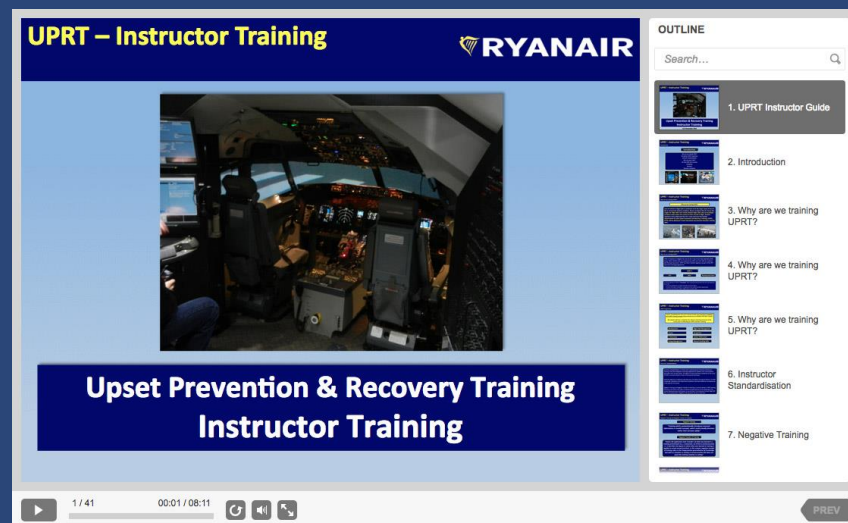 UPRT – Instructor Training
RYANAIR
Upset Prevention & Recovery Training
Instructor Training
1 / 41
00:01 / 08:11
OUTLINE
Search...
1. UPRT Instructor Guide
2. Introduction
3. Why are we training
UPRT?
4. Why are we training
UPRT?
5. Why are we training
UPRT?
6. Instructor
Standardisation
7. Negative Training
PREV